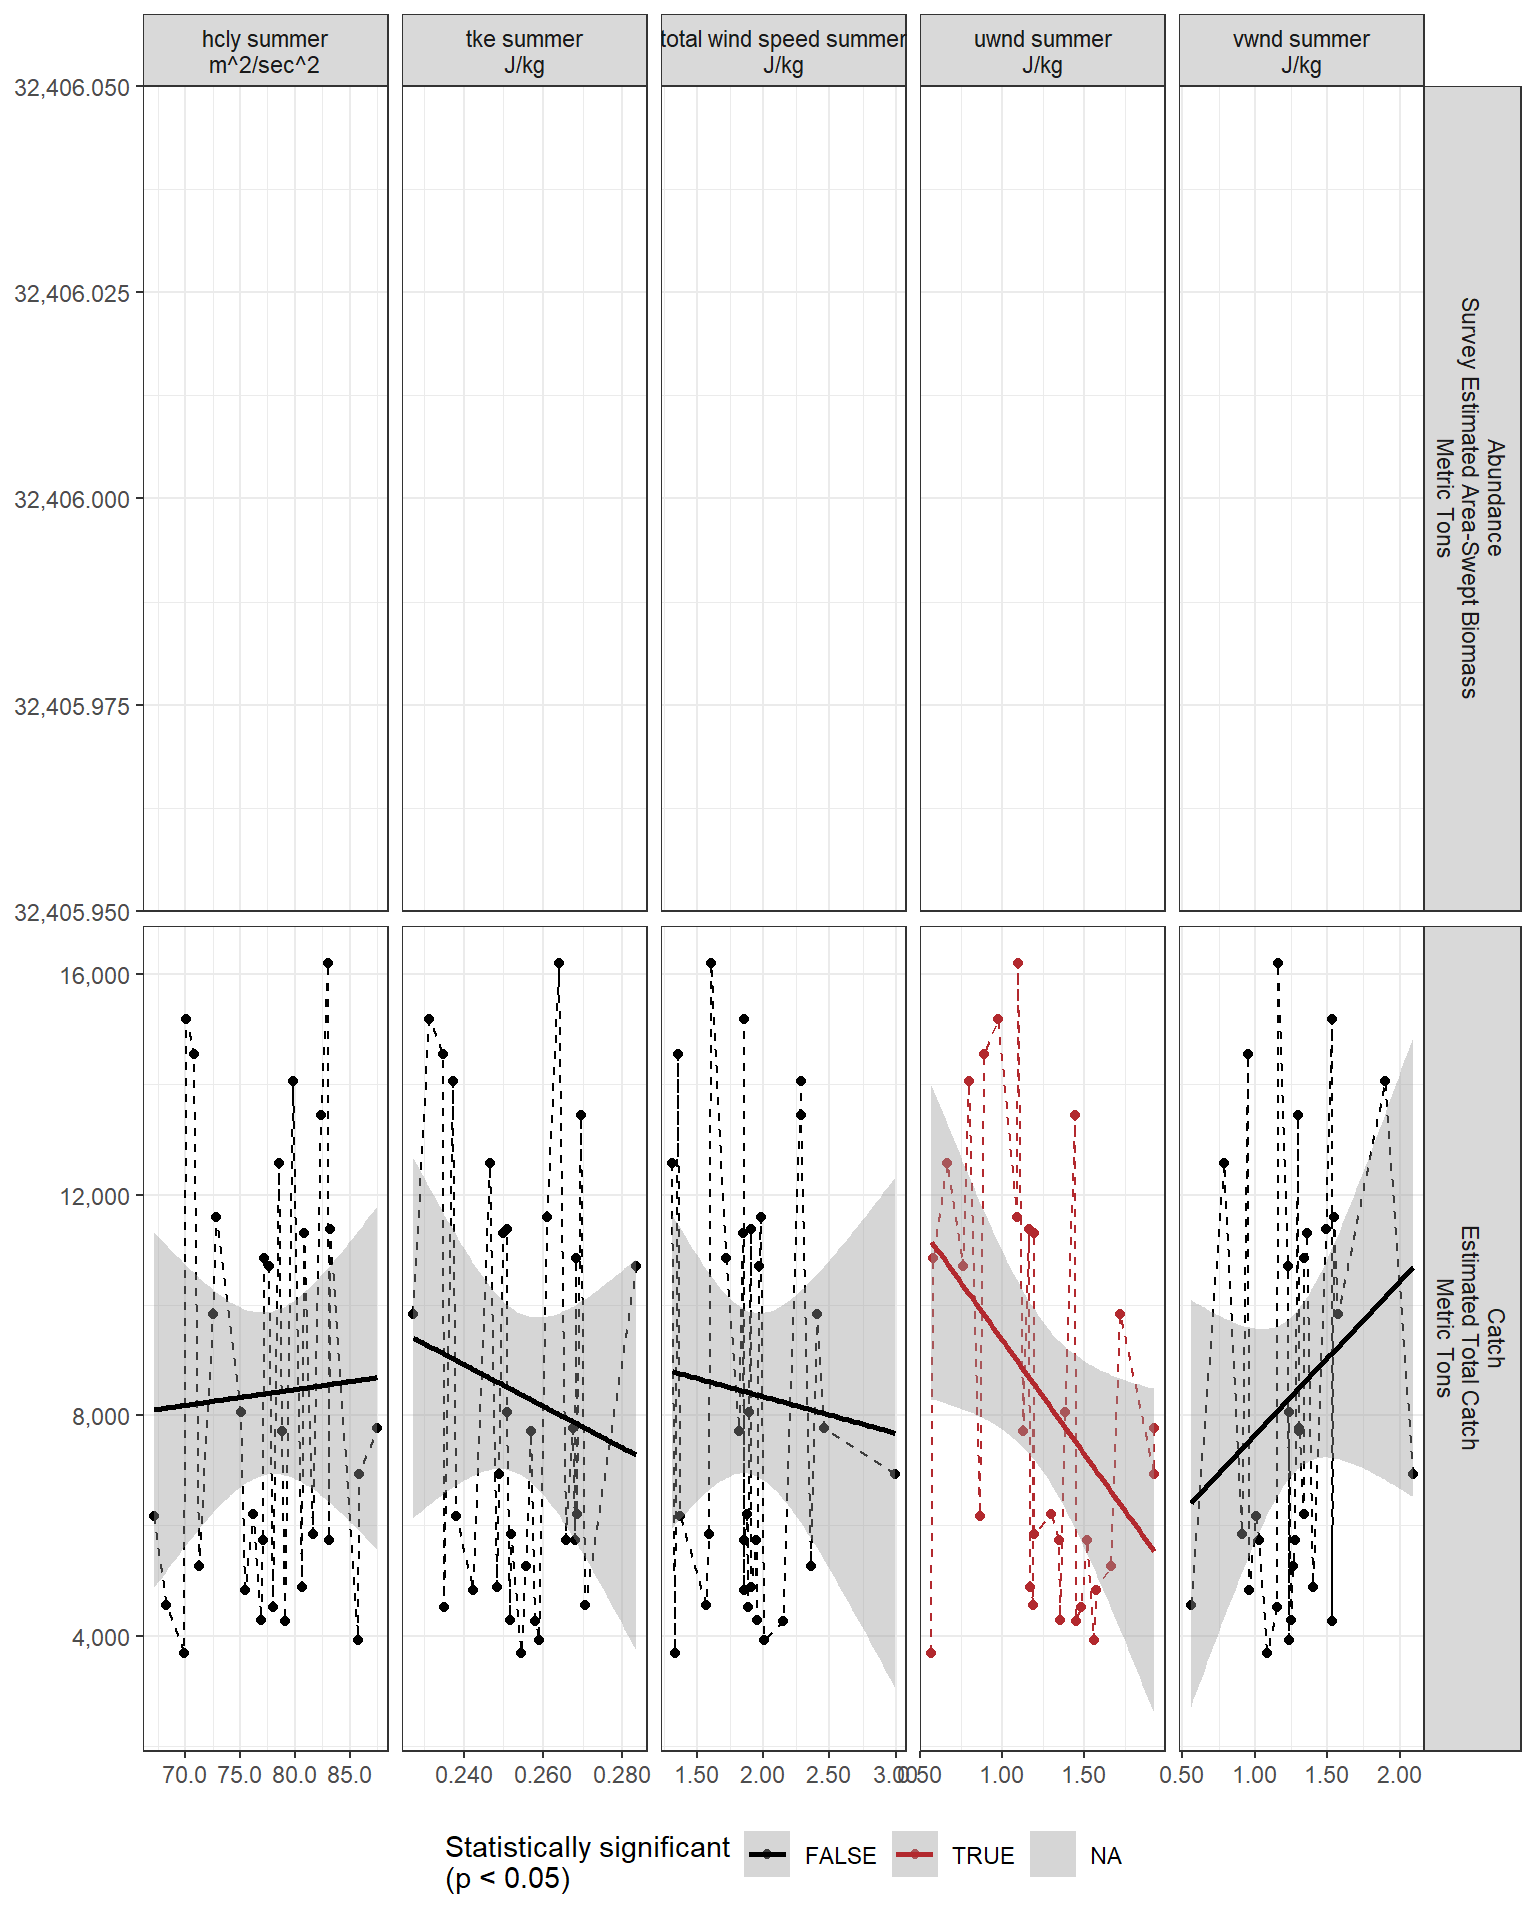 hcly summer
m^2/sec^2
tke summer
J/kg
total wind speed summer
J/kg
uwnd summer
J/kg
vwnd summer
J/kg
32,406.050
32,406.025
32,406.000
32,405.975
32,405.950
Abundance
Survey Estimated Area-Swept Biomass
Metric Tons
16,000
12,000
8,000
4,000
Catch
Estimated Total Catch
Metric Tons
70.0 75.0 80.0 85.0
0.240 0.260 0.280
1.50 2.00 2.50 3.00
0.50 1.00 1.50
0.50 1.00 1.50 2.00
Statistically significant
(p < 0.05)
FALSE TRUE NA